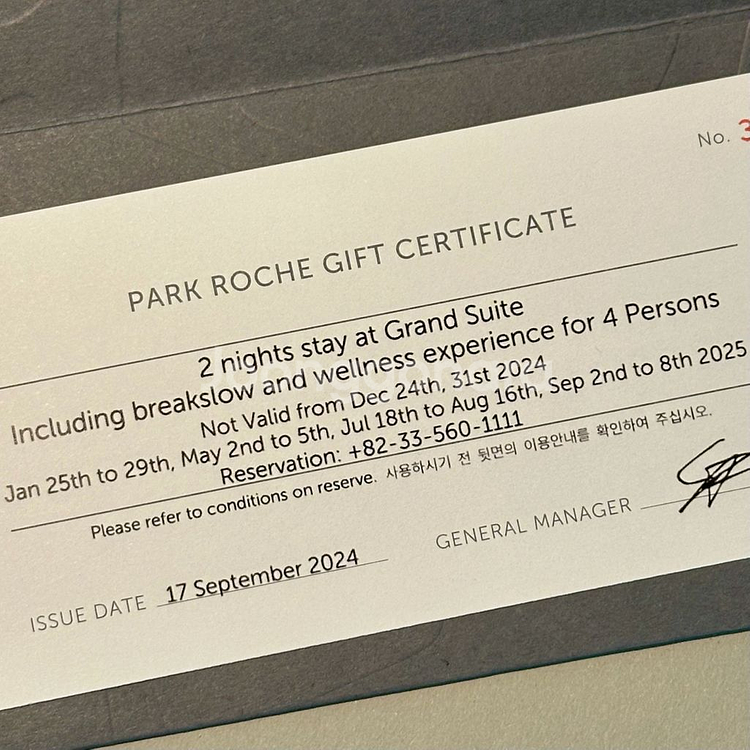 No. 3
PARK ROCHE GIFT CERTIFICATE
2 nights stay at Grand Suite
Including breakslow and wellness experience for 4 Persons
Not Valid from Dec 24th, 31st 2024
Jan 25th to 29th, May 2nd to 5th, Jul 18th to Aug 16th, Sep 2nd to 8th 2025
Reservation: +82-33-560-1111
Please refer to conditions on reserve. 사용하시기 전 뒷면의 이용안내를 확인하여 주십시오.
ISSUE DATE 17 September 2024
GENERAL MANAGER